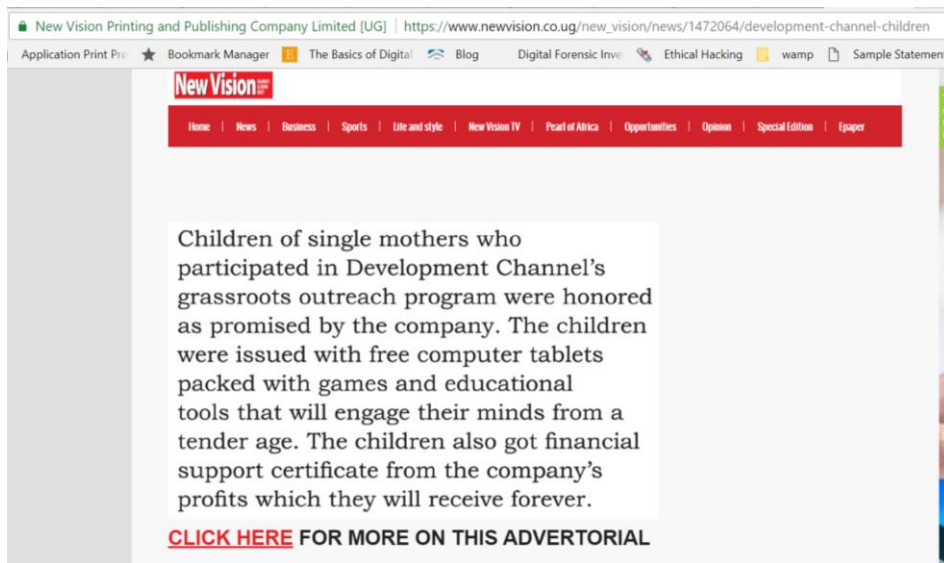 New Vision Printing and Publishing Company Limited [UG] | https://www.newvision.co.ug/new_vision/news/1472064/development-channel-children
Application Print Pre Bookmark Manager The Basics of Digital Blog Digital Forensic Inve Ethical Hacking wamp Sample Statement
New Vision
Home | News | Business | Sports | Life and style | New Vision TV | Pearl of Africa | Opportunities | Opinion | Special Edition | Epaper
Children of single mothers who
participated in Development Channel's
grassroots outreach program were honored
as promised by the company. The children
were issued with free computer tablets
packed with games and educational
tools that will engage their minds from a
tender age. The children also got financial
support certificate from the company's
profits which they will receive forever.
CLICK HERE FOR MORE ON THIS ADVERTORIAL